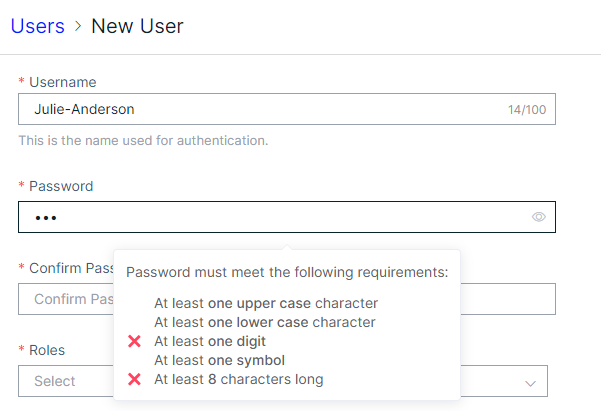 Users > New User
* Username
Julie-Anderson 14/100
This is the name used for authentication.
* Password
•••
Password must meet the following requirements:
* Confirm Pas
Confirm Pas
At least one upper case character
At least one lower case character
At least one digit
At least one symbol
At least 8 characters long
* Roles
Select